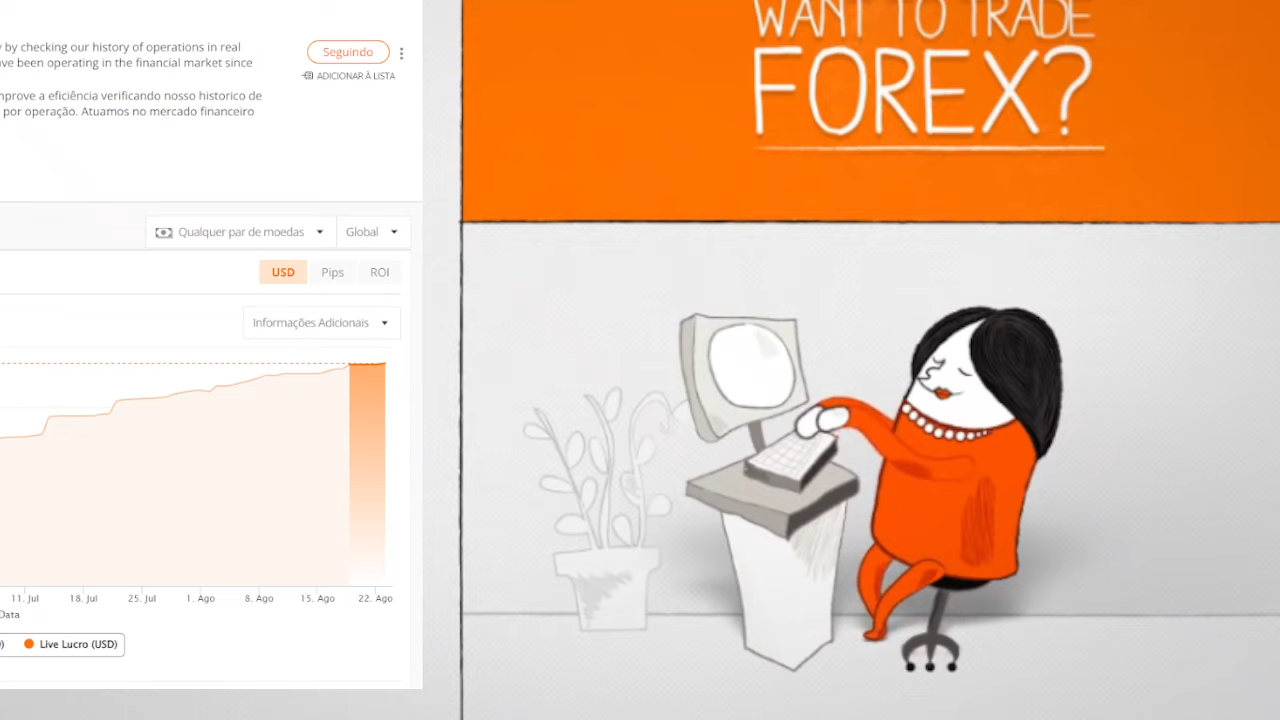 y by checking our history of operations in real
ve been operating in the financial market since
mprove a eficiência verificando nosso historico de
por operação. Atuamos no mercado financeiro
Seguindo
ADICIONAR À LISTA
Qualquer par de moedas
Global
USD
Pips
ROI
Informações Adicionais
11. Jul
18. Jul
25. Jul
1. Ago
8. Ago
15. Ago
22. Ago
Data
) Live Lucro (USD)
WANT TO TRADE
FOREX?